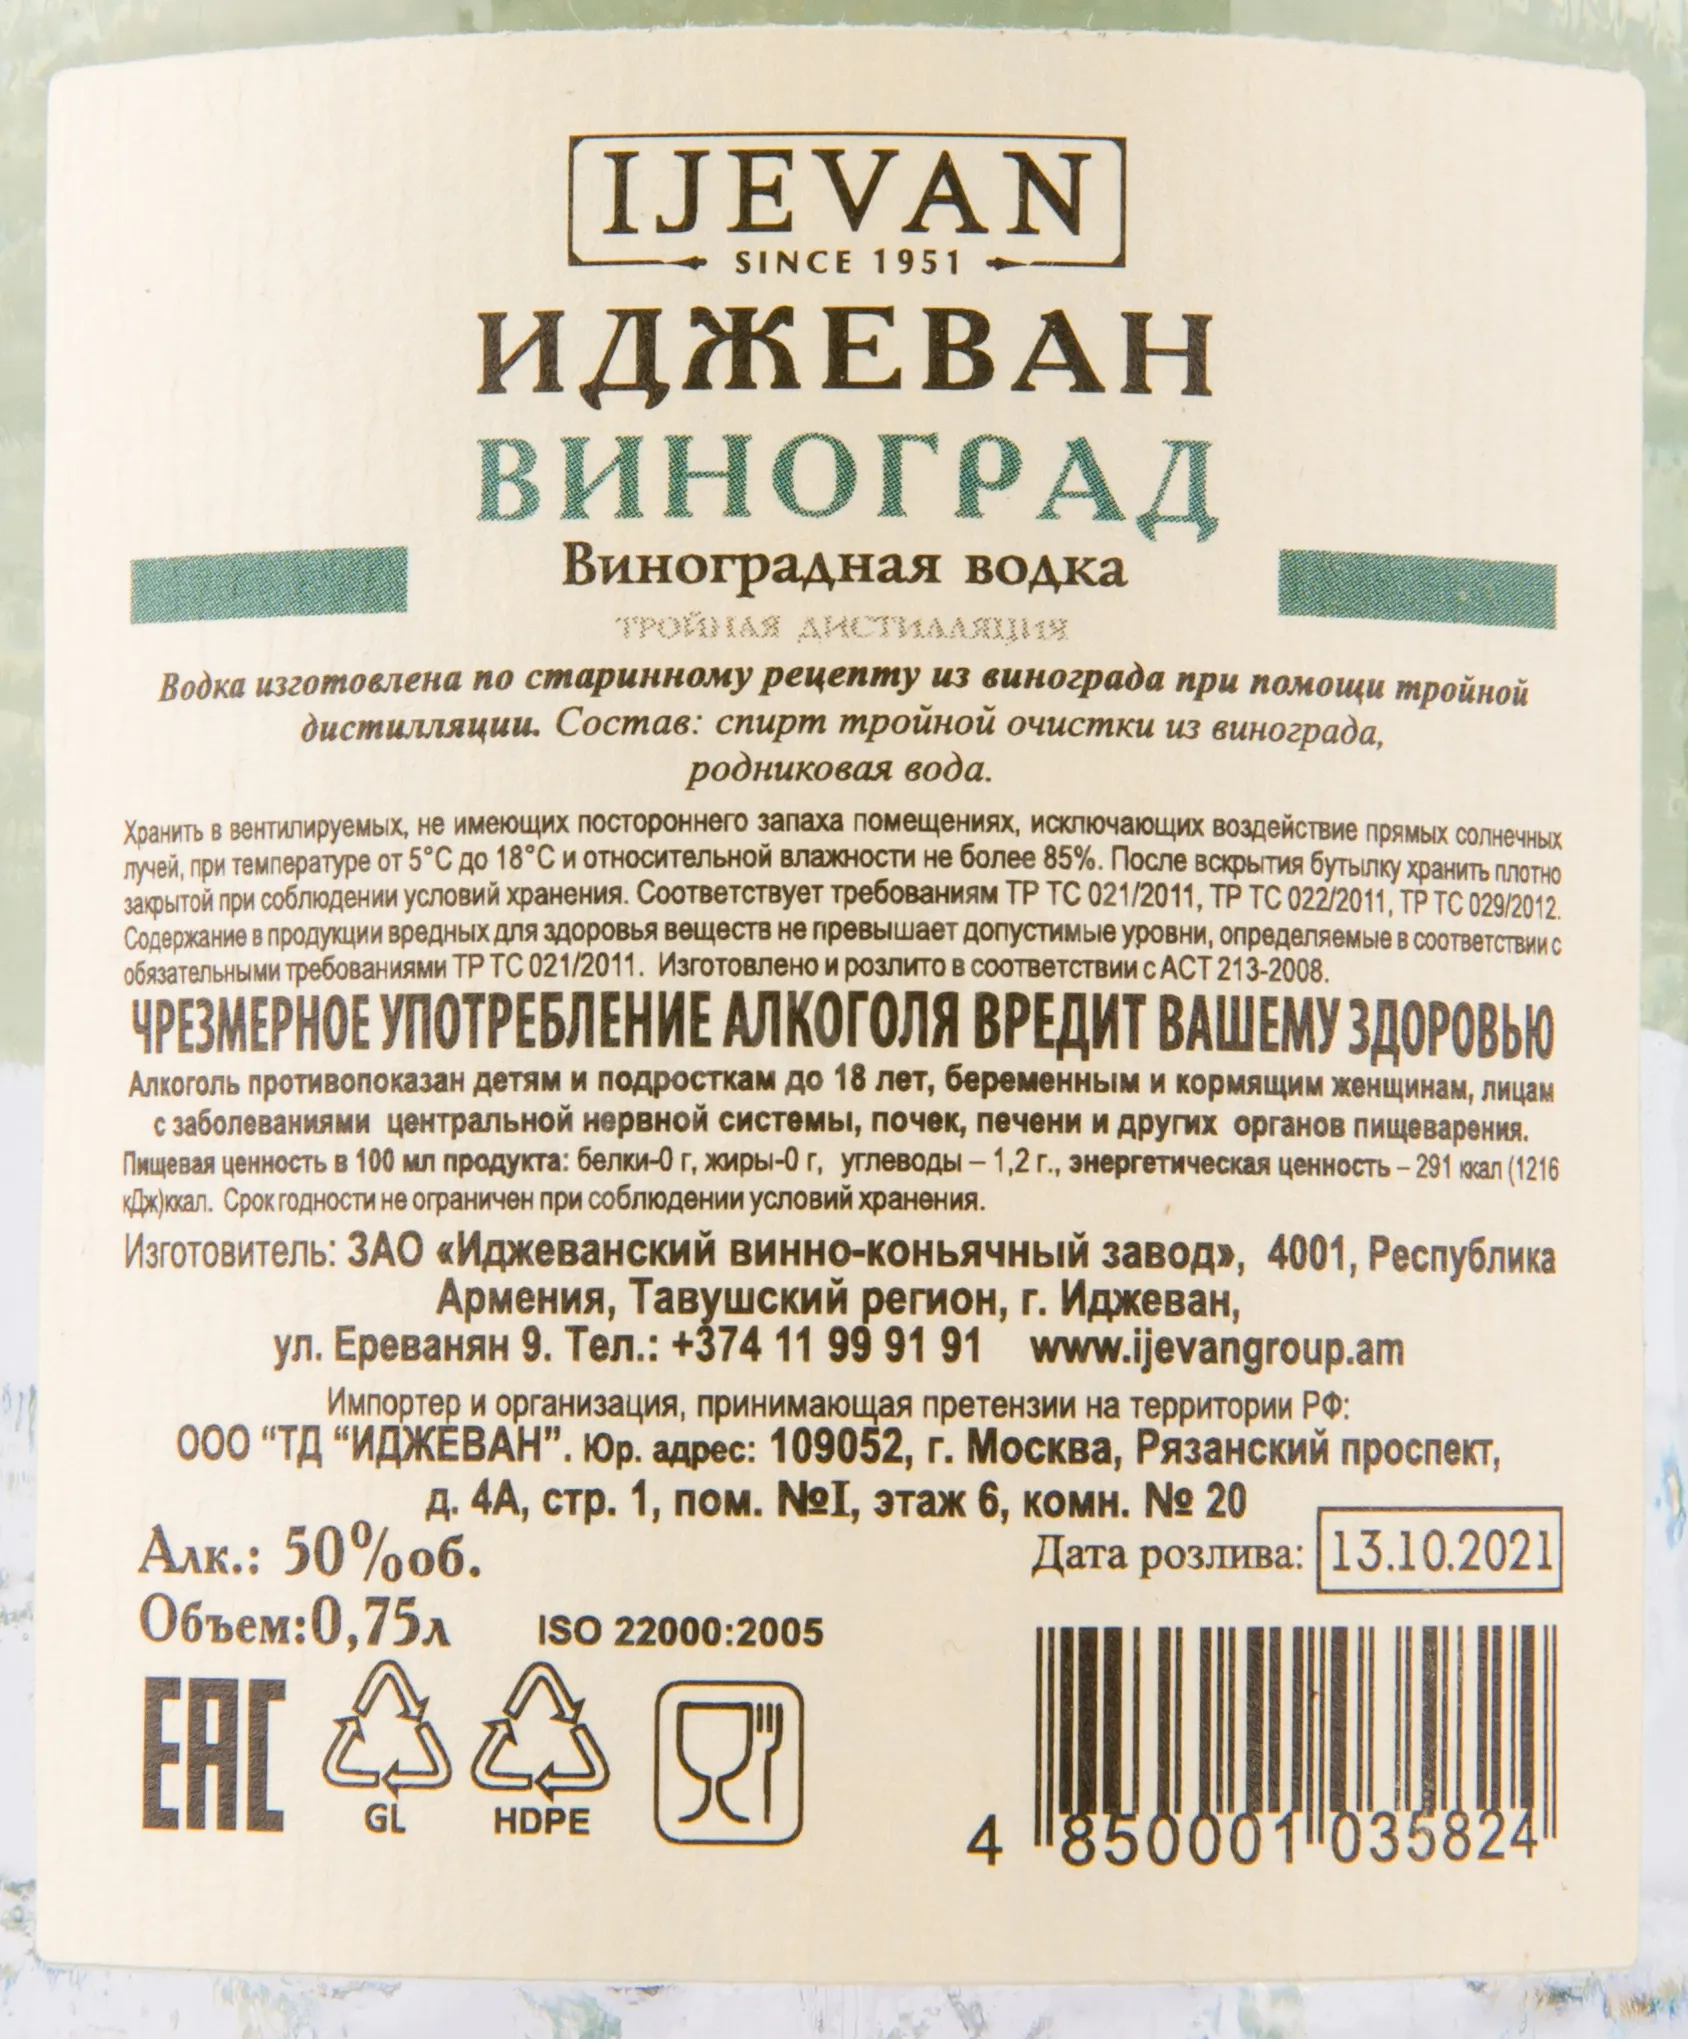 IJEVAN
SINCE 1951
ИДЖЕВАН
ВИНОГРАД
Виноградная водка
ТРОЙНАЯ ДИСТИЛЛЯЦИЯ
Водка изготовлена по старинному рецепту из винограда при помощи тройной
дистилляции. Состав: спирт тройной очистки из винограда,
родниковая вода.
Хранить в вентилируемых, не имеющих постороннего запаха помещениях, исключающих воздействие прямых солнечных
лучей, при температуре от 5°С до 18°С и относительной влажности не более 85%. После вскрытия бутылку хранить плотно
закрытой при соблюдении условий хранения. Соответствует требованиям ТР ТС 021/2011, ТР ТС 022/2011, ТР ТС 029/2012.
Содержание в продукции вредных для здоровья веществ не превышает допустимые уровни, определяемые в соответствии с
обязательными требованиями ТР ТС 021/2011. Изготовлено и розлито в соответствии с АСТ 213-2008.
ЧРЕЗМЕРНОЕ УПОТРЕБЛЕНИЕ АЛКОГОЛЯ ВРЕДИТ ВАШЕМУ ЗДОРОВЬЮ
Алкоголь противопоказан детям и подросткам до 18 лет, беременным и кормящим женщинам, лицам
с заболеваниями центральной нервной системы, почек, печени и других органов пищеварения.
Пищевая ценность в 100 мл продукта: белки-0 г, жиры-0 г, углеводы – 1,2 г., энергетическая ценность – 291 ккал (1216
кДж)ккал. Срок годности не ограничен при соблюдении условий хранения.
Изготовитель: ЗАО «Иджеванский винно-коньячный завод», 4001, Республика
Армения, Тавушский регион, г. Иджеван,
ул. Ереванян 9. Тел.: +374 11 99 91 91 www.ijevangroup.am
Импортер и организация, принимающая претензии на территории РФ:
ООО “ТД “ИДЖЕВАН”. Юр. адрес: 109052, г. Москва, Рязанский проспект,
д. 4А, стр. 1, пом. №I, этаж 6, комн. № 20
Алк.: 50%об.
Дата розлива: 13.10.2021
Объем:0,75л
ISO 22000:2005
ЕАС
GL
HDPE
4 850001 035824